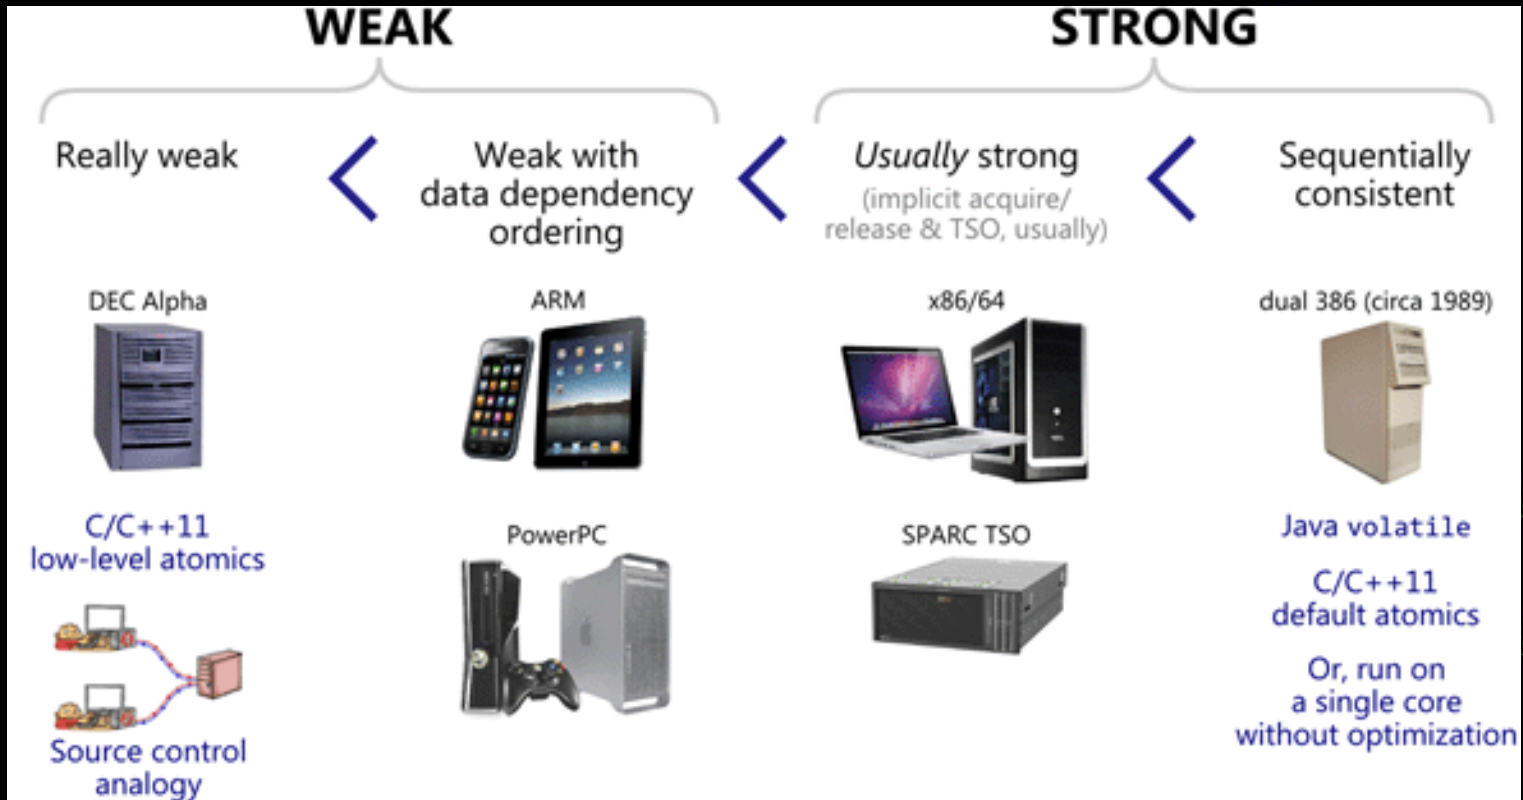 WEAK
STRONG
Really weak
Weak with
data dependency
ordering
Usually strong
(implicit acquire/
release & TSO, usually)
Sequentially
consistent
DEC Alpha
ARM
x86/64
dual 386 (circa 1989)
C/C++11
low-level atomics
Source control
analogy
PowerPC
SPARC TSO
Java volatile
C/C++11
default atomics
Or, run on
a single core
without optimization